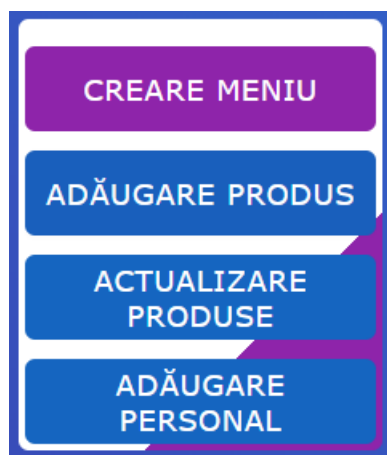 CREARE MENIU
ADĂUGARE PRODUS
ACTUALIZARE
PRODUSE
ADĂUGARE
PERSONAL